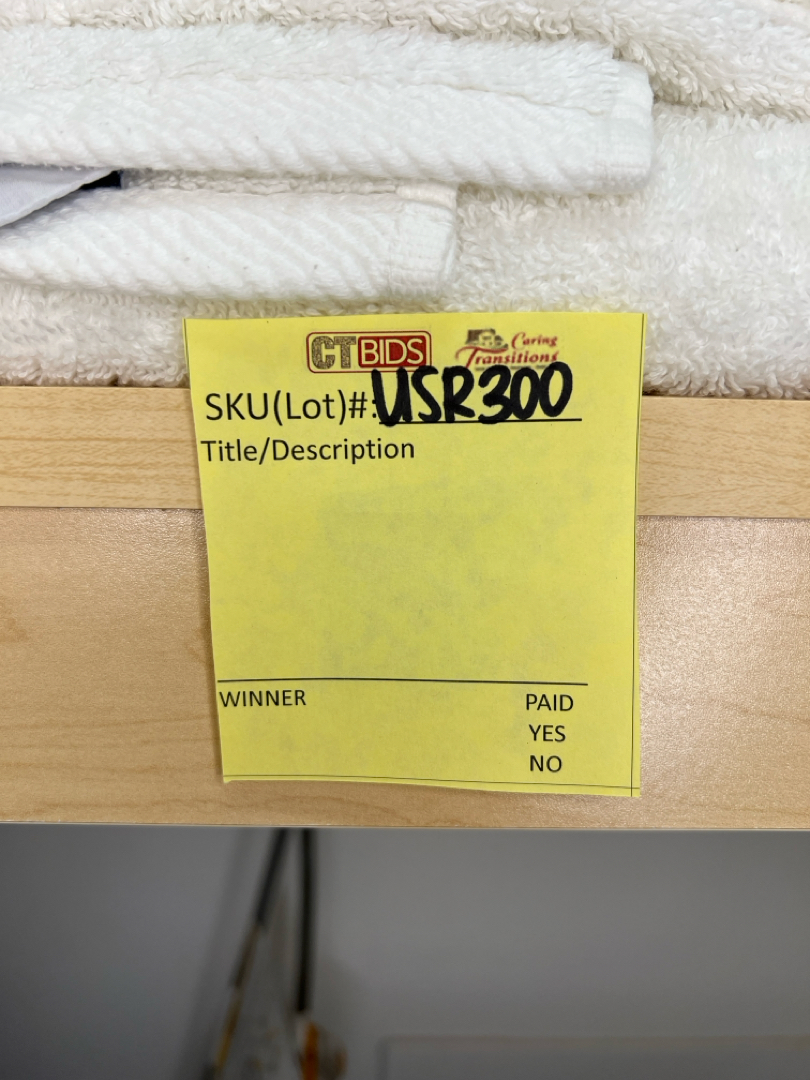 CTBIDS Caring Transitions
SKU(Lot)#: USR300
Title/Description
WINNER PAID
YES
NO